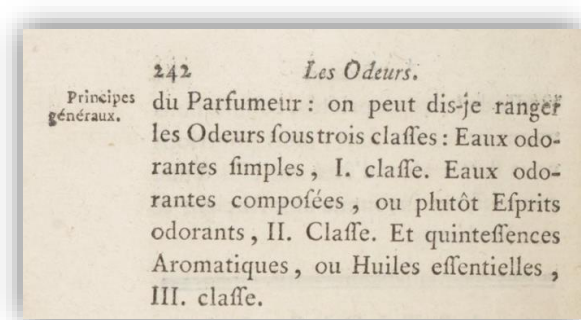 242 Les Odeurs.
Principes
généraux.
du Parfumeur : on peut dis-je ranger
les Odeurs ſous trois claſſes : Eaux odo-
rantes ſimples , I. claſſe. Eaux odo-
rantes compoſées , ou plutôt Eſprits
odorants , II. Claſſe. Et quinteſſences
Aromatiques , ou Huiles eſſentielles ,
III. claſſe.